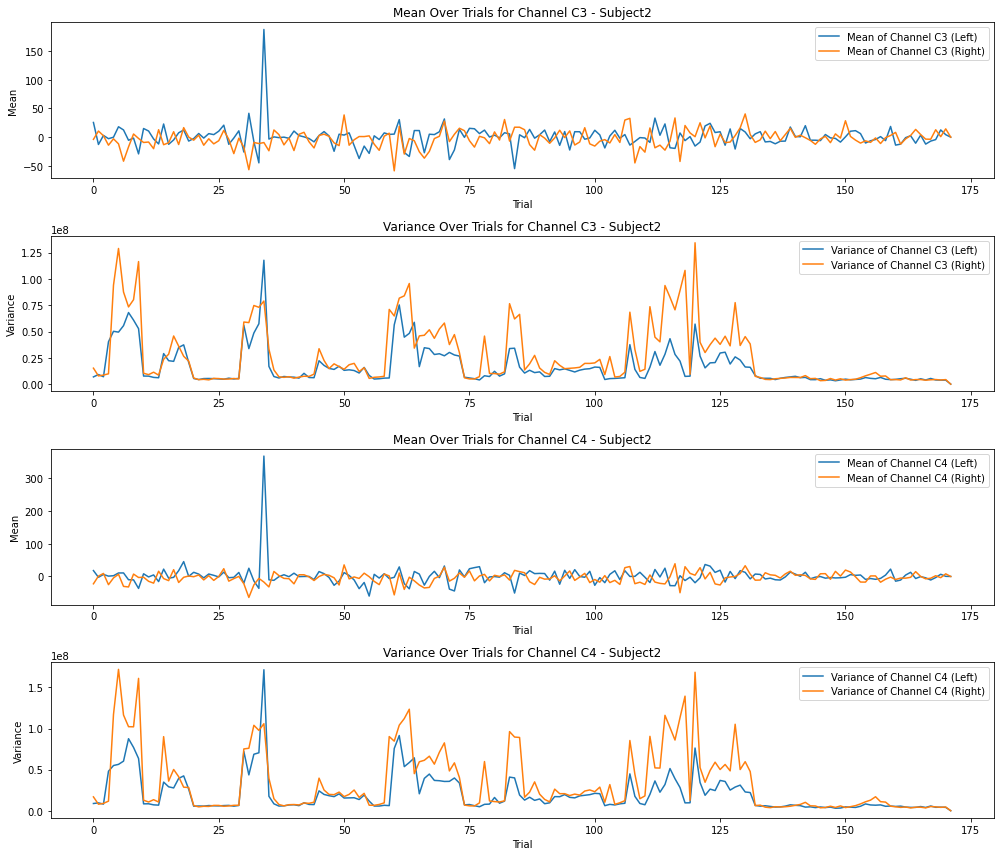 Mean Over Trials for Channel C3 - Subject2
Mean of Channel C3 (Left)
Mean of Channel C3 (Right)
150
100
50
0
−50
Mean
0 25 50 75 100 125 150 175
Trial
Variance Over Trials for Channel C3 - Subject2
1e8
Variance of Channel C3 (Left)
Variance of Channel C3 (Right)
1.25
1.00
0.75
0.50
0.25
0.00
Variance
0 25 50 75 100 125 150 175
Trial
Mean Over Trials for Channel C4 - Subject2
Mean of Channel C4 (Left)
Mean of Channel C4 (Right)
300
200
100
0
Mean
0 25 50 75 100 125 150 175
Trial
Variance Over Trials for Channel C4 - Subject2
1e8
Variance of Channel C4 (Left)
Variance of Channel C4 (Right)
1.5
1.0
0.5
0.0
Variance
0 25 50 75 100 125 150 175
Trial